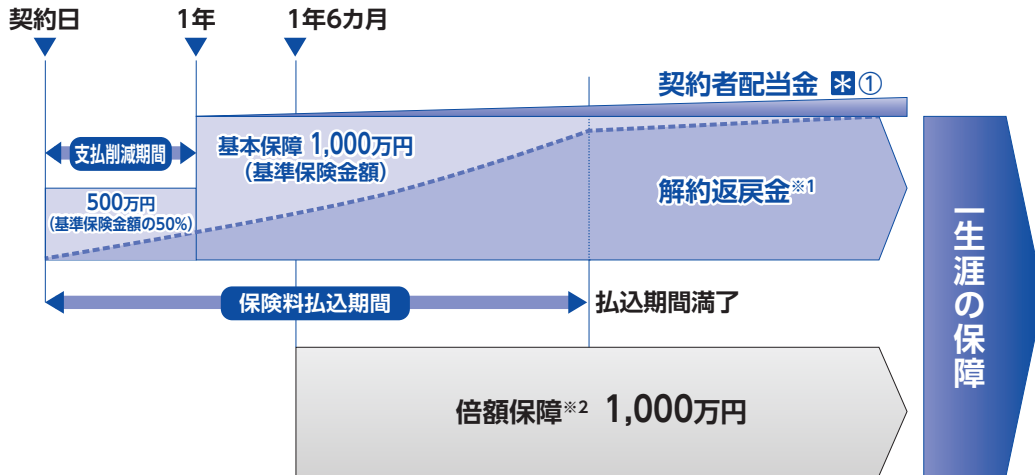 契約日
1年
1年6カ月
契約者配当金 ＊①
支払削減期間
基本保障 1,000万円
(基準保険金額)
500万円
(基準保険金額の50%)
解約返戻金※1
保険料払込期間
払込期間満了
倍額保障※2 1,000万円
一生涯の保障